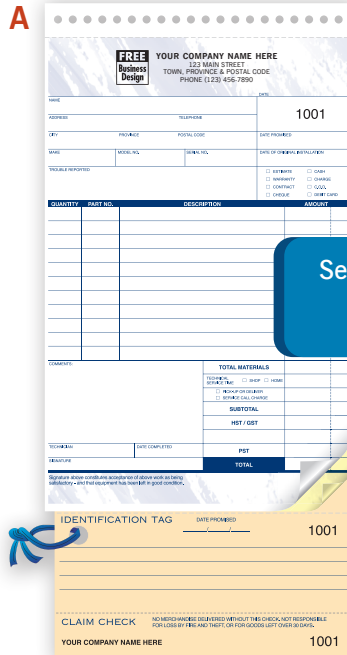 A
FREE
Business
Design
YOUR COMPANY NAME HERE
123 MAIN STREET
TOWN, PROVINCE & POSTAL CODE
PHONE (123) 456-7890
NAME
DATE
1001
ADDRESS TELEPHONE
CITY PROVINCE POSTAL CODE DATE PROMISED
MAKE MODEL NO. SERIAL NO. DATE OF ORIGINAL INSTALLATION
TROUBLE REPORTED
ESTIMATE CASH
WARRANTY CHARGE
CONTRACT C.O.D.
CHEQUE DEBIT CARD
QUANTITY PART NO. DESCRIPTION AMOUNT
Se
COMMENTS:
TOTAL MATERIALS
TECHNICAL
SERVICE TIME SHOP HOME
PICK-UP OR DELIVER
SERVICE CALL CHARGE
SUBTOTAL
HST / GST
TECHNICIAN DATE COMPLETED
PST
SIGNATURE
TOTAL
Signature above constitutes acceptance of above work as being
satisfactory - and that equipment has been left in good condition.
IDENTIFICATION TAG DATE PROMISED
1001
CLAIM CHECK NO MERCHANDISE DELIVERED WITHOUT THIS CHECK. NOT RESPONSIBLE
FOR LOSS BY FIRE AND THEFT, OR FOR GOODS LEFT OVER 30 DAYS.
YOUR COMPANY NAME HERE 1001